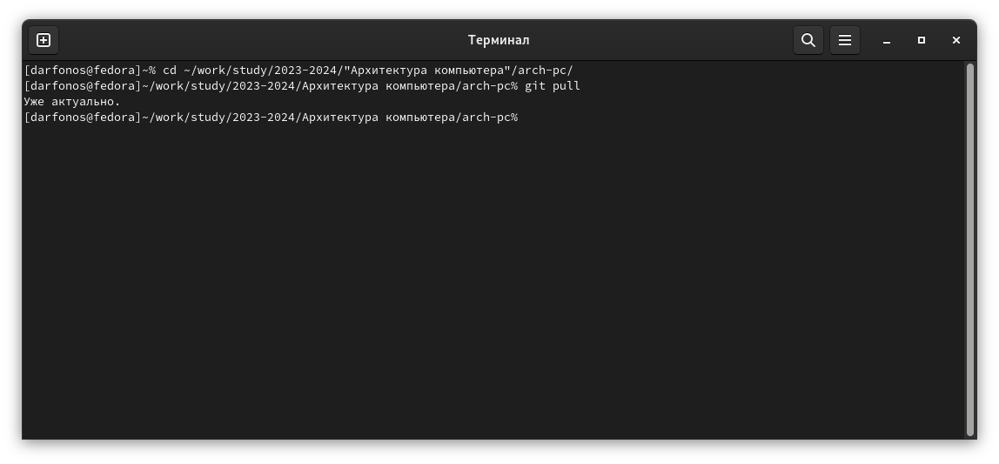 Терминал
[darfonos@fedora]~% cd ~/work/study/2023-2024/"Архитектура компьютера"/arch-pc/
[darfonos@fedora]~/work/study/2023-2024/Архитектура компьютера/arch-pc% git pull
Уже актуально.
[darfonos@fedora]~/work/study/2023-2024/Архитектура компьютера/arch-pc%